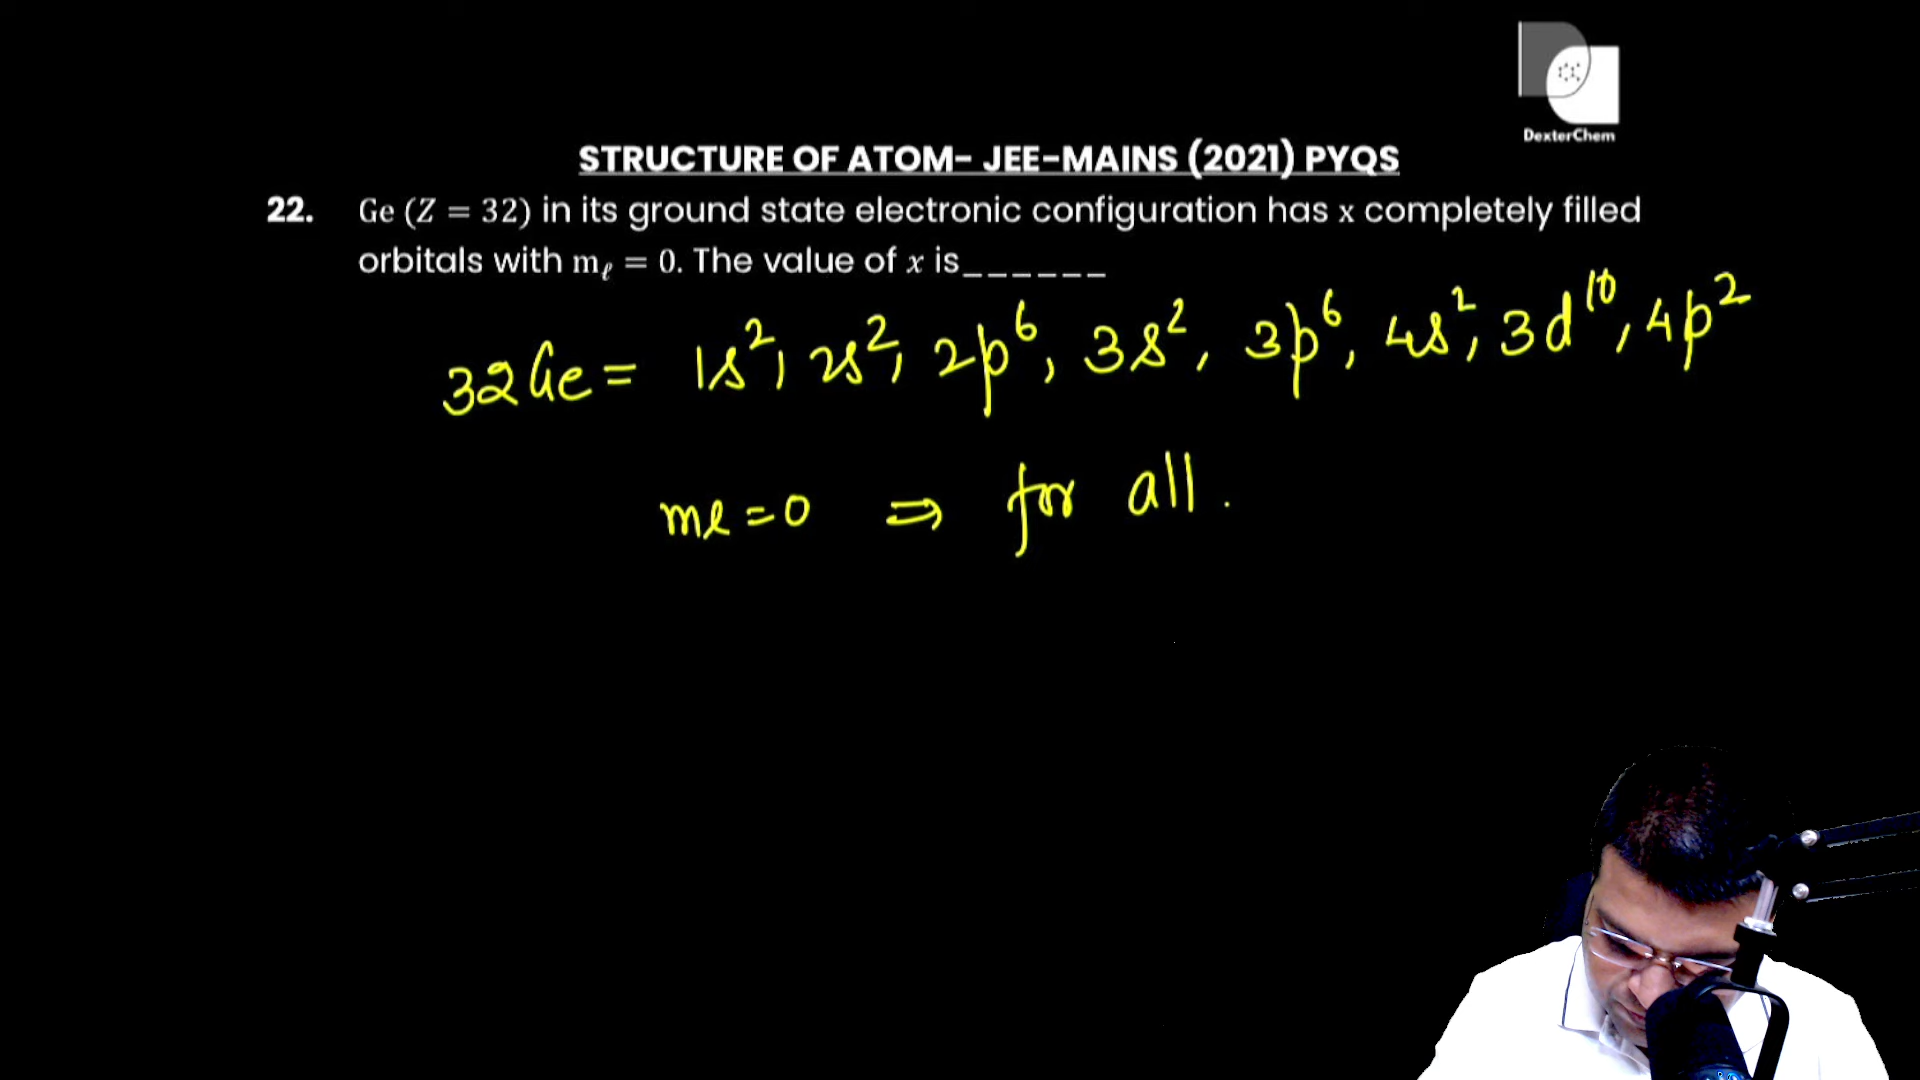 DexterChem
STRUCTURE OF ATOM- JEE-MAINS (2021) PYQS
22. Ge (Z = 32) in its ground state electronic configuration has x completely filled
orbitals with mℓ = 0. The value of x is______
32Ge = 1s², 2s², 2p⁶, 3s², 3p⁶, 4s², 3d¹⁰, 4p²
ml = 0 ⇒ for all.